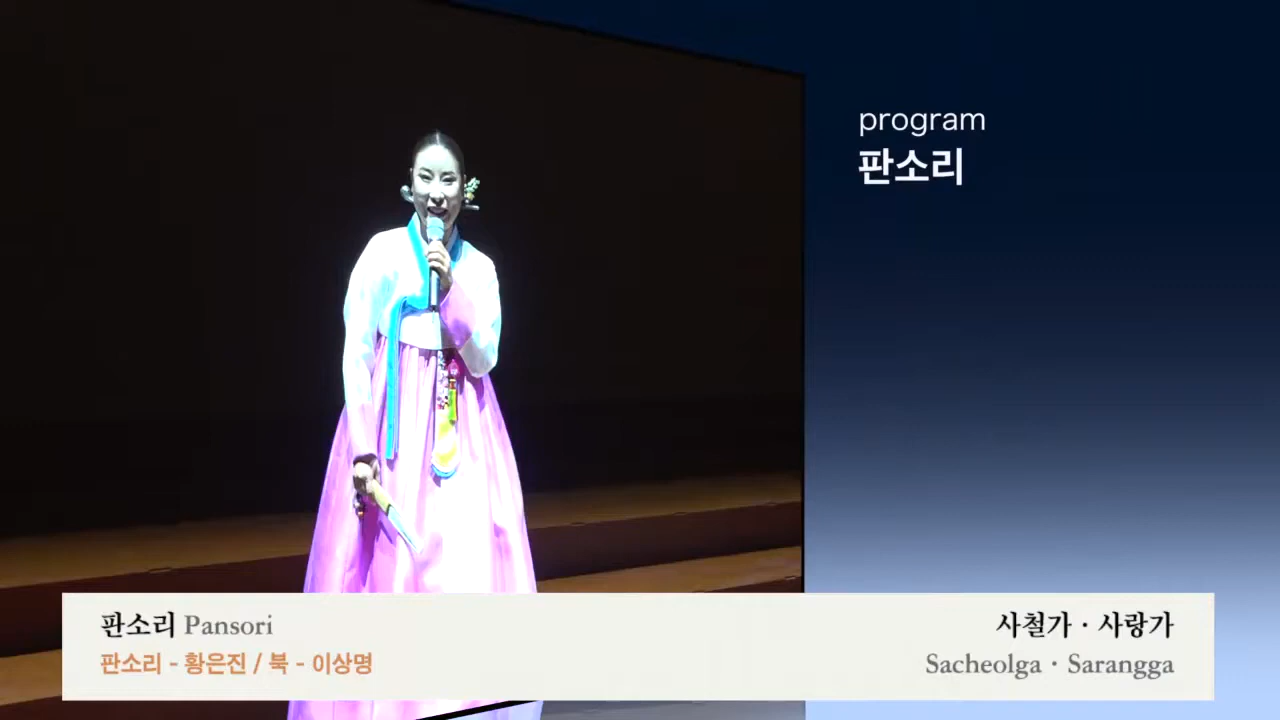 program
판소리
판소리 Pansori
판소리 - 황은진 / 북 - 이상명
사철가 · 사랑가
Sacheolga · Sarangga